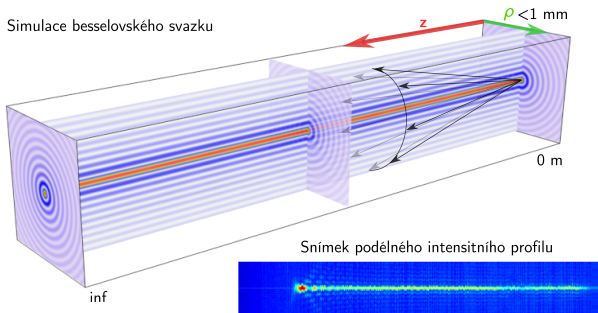 Simulace besselovského svazku
z
ρ <1 mm
0 m
Snímek podélného intensitního profilu
inf